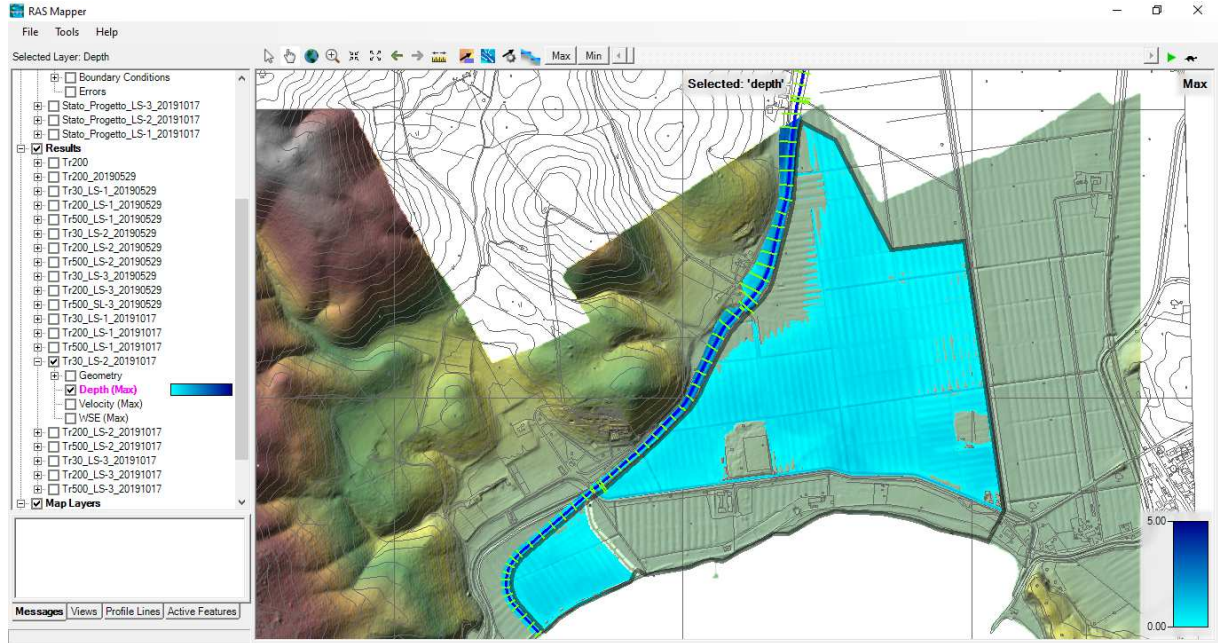 RAS Mapper
File Tools Help
Selected Layer: Depth
Max Min
Boundary Conditions
Errors
Stato_Progetto_LS-3_20191017
Stato_Progetto_LS-2_20191017
Stato_Progetto_LS-1_20191017
Results
Tr200
Tr200_20190529
Tr30_LS-1_20190529
Tr200_LS-1_20190529
Tr500_LS-1_20190529
Tr30_LS-2_20190529
Tr200_LS-2_20190529
Tr500_LS-2_20190529
Tr30_LS-3_20190529
Tr200_LS-3_20190529
Tr500_SL-3_20190529
Tr30_LS-1_20191017
Tr200_LS-1_20191017
Tr500_LS-1_20191017
Tr30_LS-2_20191017
Geometry
Depth (Max)
Velocity (Max)
WSE (Max)
Tr200_LS-2_20191017
Tr500_LS-2_20191017
Tr30_LS-3_20191017
Tr200_LS-3_20191017
Tr500_LS-3_20191017
Map Layers
Messages Views Profile Lines Active Features
Selected: 'depth'
Max
5.00
0.00